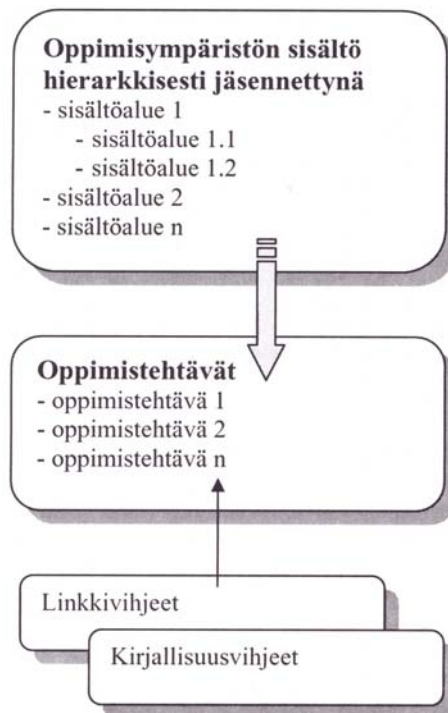 Oppimisympäristön sisältö
hierarkkisesti jäsennettynä
- sisältöalue 1
- sisältöalue 1.1
- sisältöalue 1.2
- sisältöalue 2
- sisältöalue n
Oppimistehtävät
- oppimistehtävä 1
- oppimistehtävä 2
- oppimistehtävä n
Linkkivihjeet
Kirjallisuusvihjeet